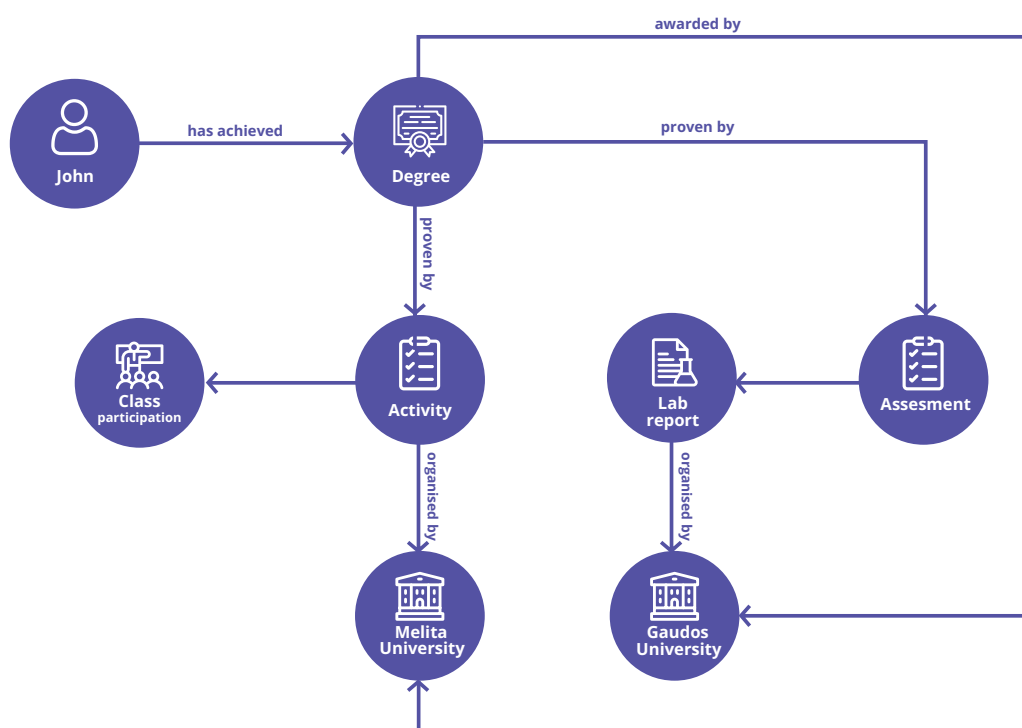 awarded by
has achieved
proven by
John
Degree
proven by
Class
participation
Activity
Lab
report
Assesment
organised by
organised by
Melita
University
Gaudos
University